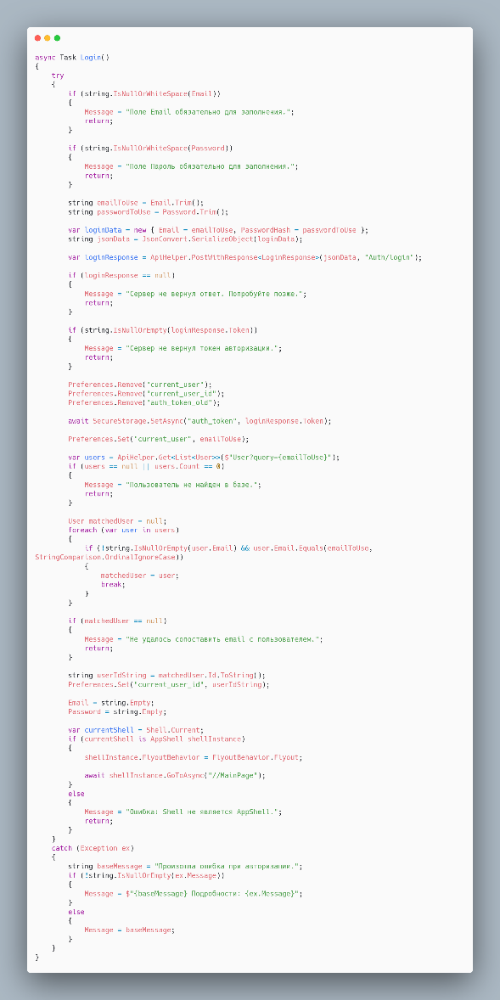 async Task Login()
{
    try
    {
        if (string.IsNullOrWhiteSpace(Email))
        {
            Message = "Поле Email обязательно для заполнения.";
            return;
        }

        if (string.IsNullOrWhiteSpace(Password))
        {
            Message = "Поле Пароль обязательно для заполнения.";
            return;
        }

        string emailToUse = Email.Trim();
        string passwordToUse = Password.Trim();

        var loginData = new { Email = emailToUse, PasswordHash = passwordToUse };
        string jsonData = JsonConvert.SerializeObject(loginData);

        var loginResponse = ApiHelper.PostWithResponse<LoginResponse>(jsonData, "Auth/login");

        if (loginResponse == null)
        {
            Message = "Сервер не вернул ответ. Попробуйте позже.";
            return;
        }

        if (string.IsNullOrEmpty(loginResponse.Token))
        {
            Message = "Сервер не вернул токен авторизации.";
            return;
        }

        Preferences.Remove("current_user");
        Preferences.Remove("current_user_id");
        Preferences.Remove("auth_token_old");

        await SecureStorage.SetAsync("auth_token", loginResponse.Token);

        Preferences.Set("current_user", emailToUse);

        var users = ApiHelper.Get<List<User>>($"User?query={emailToUse}");
        if (users == null || users.Count == 0)
        {
            Message = "Пользователь не найден в базе.";
            return;
        }

        User matchedUser = null;
        foreach (var user in users)
        {
            if (!string.IsNullOrEmpty(user.Email) && user.Email.Equals(emailToUse,
StringComparison.OrdinalIgnoreCase))
            {
                matchedUser = user;
                break;
            }
        }

        if (matchedUser == null)
        {
            Message = "Не удалось сопоставить email с пользователем.";
            return;
        }

        string userIdString = matchedUser.Id.ToString();
        Preferences.Set("current_user_id", userIdString);

        Email = string.Empty;
        Password = string.Empty;

        var currentShell = Shell.Current;
        if (currentShell is AppShell shellInstance)
        {
            shellInstance.FlyoutBehavior = FlyoutBehavior.Flyout;

            await shellInstance.GoToAsync("//MainPage");
        }
        else
        {
            Message = "Ошибка: Shell не является AppShell.";
            return;
        }
    }
    catch (Exception ex)
    {
        string baseMessage = "Произошла ошибка при авторизации.";
        if (!string.IsNullOrEmpty(ex.Message))
        {
            Message = $"{baseMessage} Подробности: {ex.Message}";
        }
        else
        {
            Message = baseMessage;
        }
    }
}